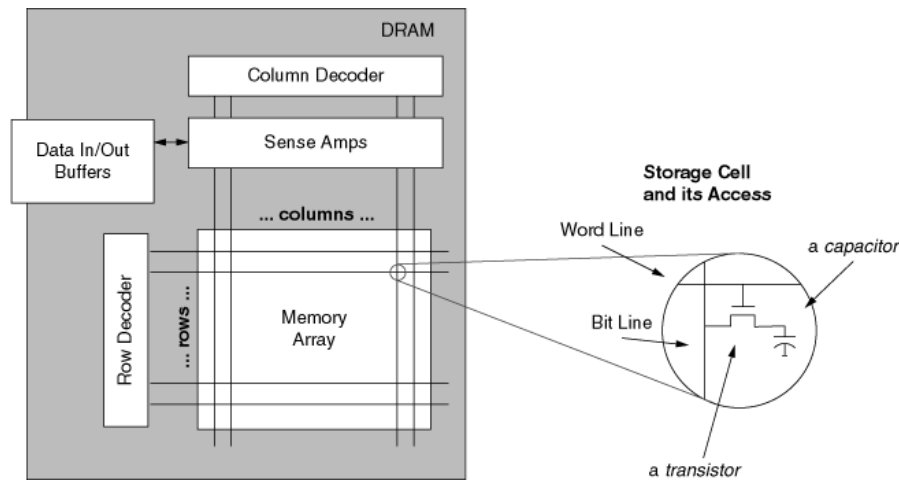 DRAM
Column Decoder
Sense Amps
Data In/Out
Buffers
... columns ...
Row Decoder
... rows ...
Memory
Array
Storage Cell
and its Access
Word Line
a capacitor
Bit Line
a transistor